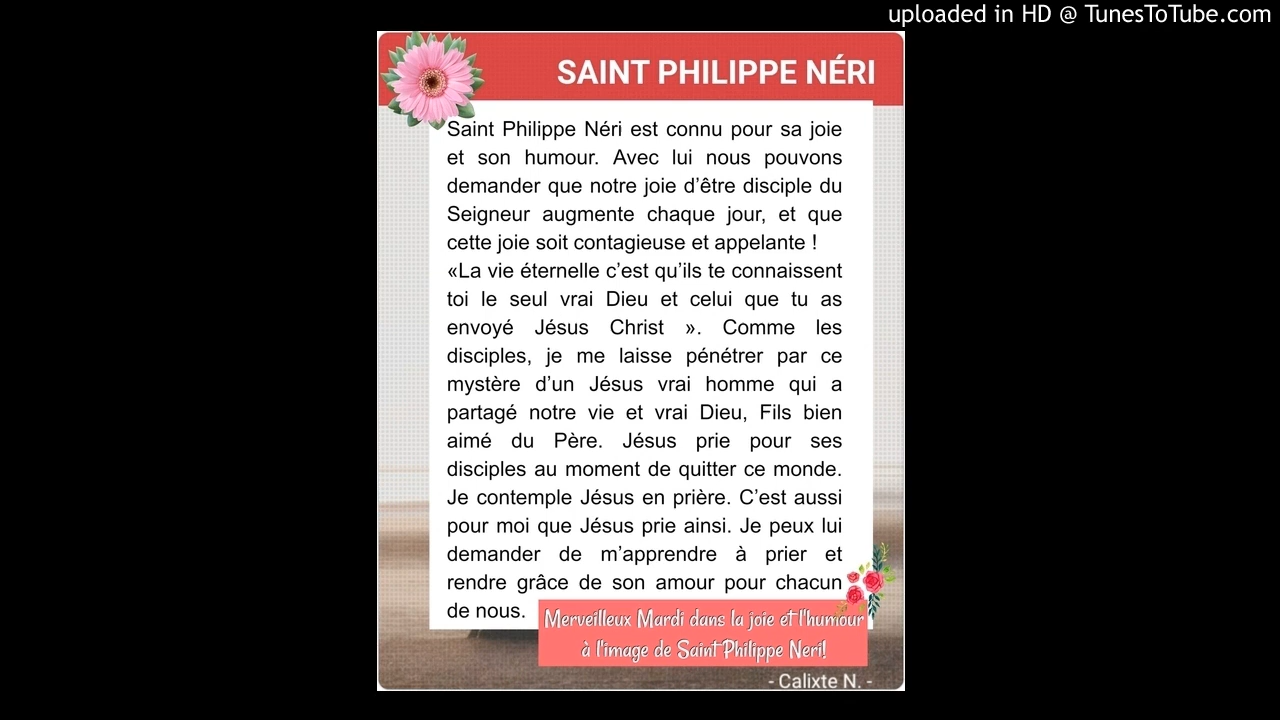 uploaded in HD @ TunesToTube.com
SAINT PHILIPPE NÉRI
Saint Philippe Néri est connu pour sa joie
et son humour. Avec lui nous pouvons
demander que notre joie d’être disciple du
Seigneur augmente chaque jour, et que
cette joie soit contagieuse et appelante !
«La vie éternelle c’est qu’ils te connaissent
toi le seul vrai Dieu et celui que tu as
envoyé Jésus Christ ». Comme les
disciples, je me laisse pénétrer par ce
mystère d’un Jésus vrai homme qui a
partagé notre vie et vrai Dieu, Fils bien
aimé du Père. Jésus prie pour ses
disciples au moment de quitter ce monde.
Je contemple Jésus en prière. C’est aussi
pour moi que Jésus prie ainsi. Je peux lui
demander de m’apprendre à prier et
rendre grâce de son amour pour chacun
de nous.
Merveilleux Mardi dans la joie et l'humour
à l'image de Saint Philippe Neri!
- Calixte N. -